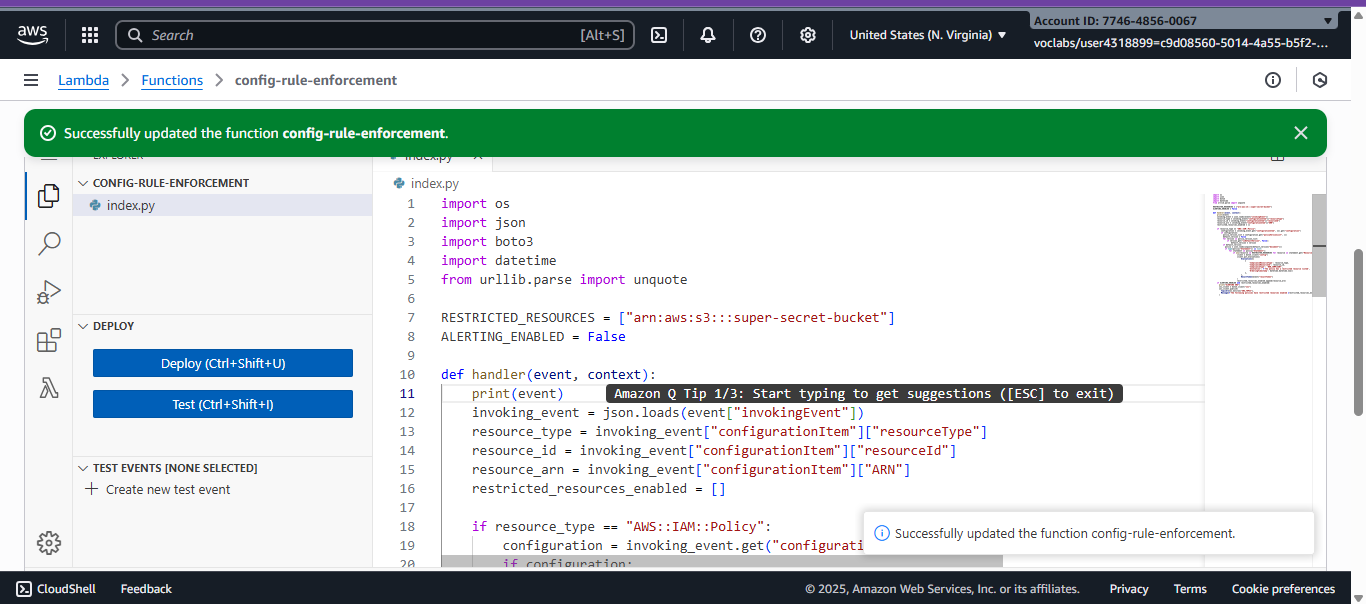 aws
Search [Alt+S]
United States (N. Virginia)
Account ID: 7746-4856-0067
voclabs/user4318899=c9d08560-5014-4a55-b5f2-...
Lambda > Functions > config-rule-enforcement
Successfully updated the function config-rule-enforcement.
EXPLORER
CONFIG-RULE-ENFORCEMENT
index.py
DEPLOY
Deploy (Ctrl+Shift+U)
Test (Ctrl+Shift+I)
TEST EVENTS [NONE SELECTED]
Create new test event
index.py
index.py
1 import os
2 import json
3 import boto3
4 import datetime
5 from urllib.parse import unquote
6
7 RESTRICTED_RESOURCES = ["arn:aws:s3:::super-secret-bucket"]
8 ALERTING_ENABLED = False
9
10 def handler(event, context):
11 print(event) Amazon Q Tip 1/3: Start typing to get suggestions ([ESC] to exit)
12 invoking_event = json.loads(event["invokingEvent"])
13 resource_type = invoking_event["configurationItem"]["resourceType"]
14 resource_id = invoking_event["configurationItem"]["resourceId"]
15 resource_arn = invoking_event["configurationItem"]["ARN"]
16 restricted_resources_enabled = []
17
18 if resource_type == "AWS::IAM::Policy":
19 configuration = invoking_event.get("configurati
20 if configuration:
Successfully updated the function config-rule-enforcement.
CloudShell Feedback © 2025, Amazon Web Services, Inc. or its affiliates. Privacy Terms Cookie preferences